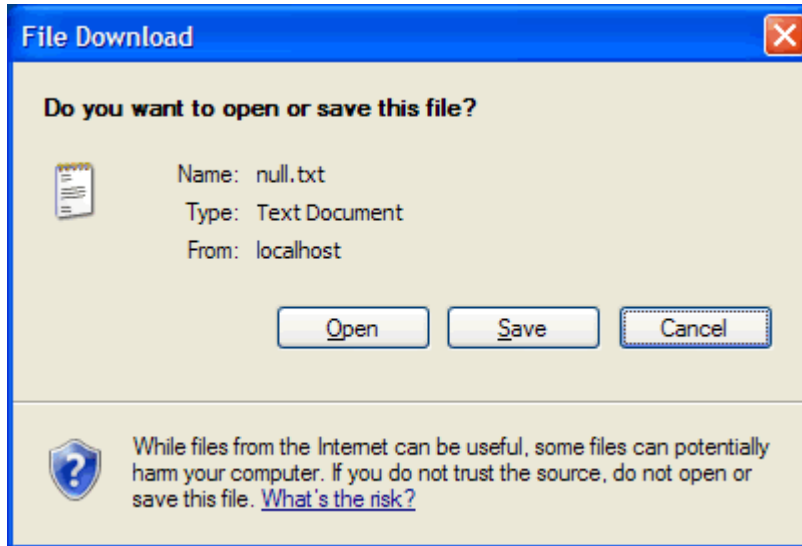 File Download
Do you want to open or save this file?
Name: null.txt
Type: Text Document
From: localhost
Open Save Cancel
While files from the Internet can be useful, some files can potentially
harm your computer. If you do not trust the source, do not open or
save this file. What's the risk?